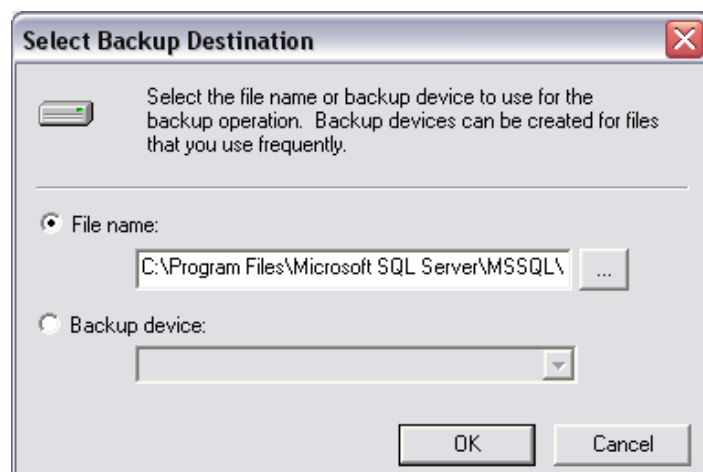 Select Backup Destination
Select the file name or backup device to use for the
backup operation.  Backup devices can be created for files
that you use frequently.
File name:
C:\Program Files\Microsoft SQL Server\MSSQL\
...
Backup device:
OK
Cancel